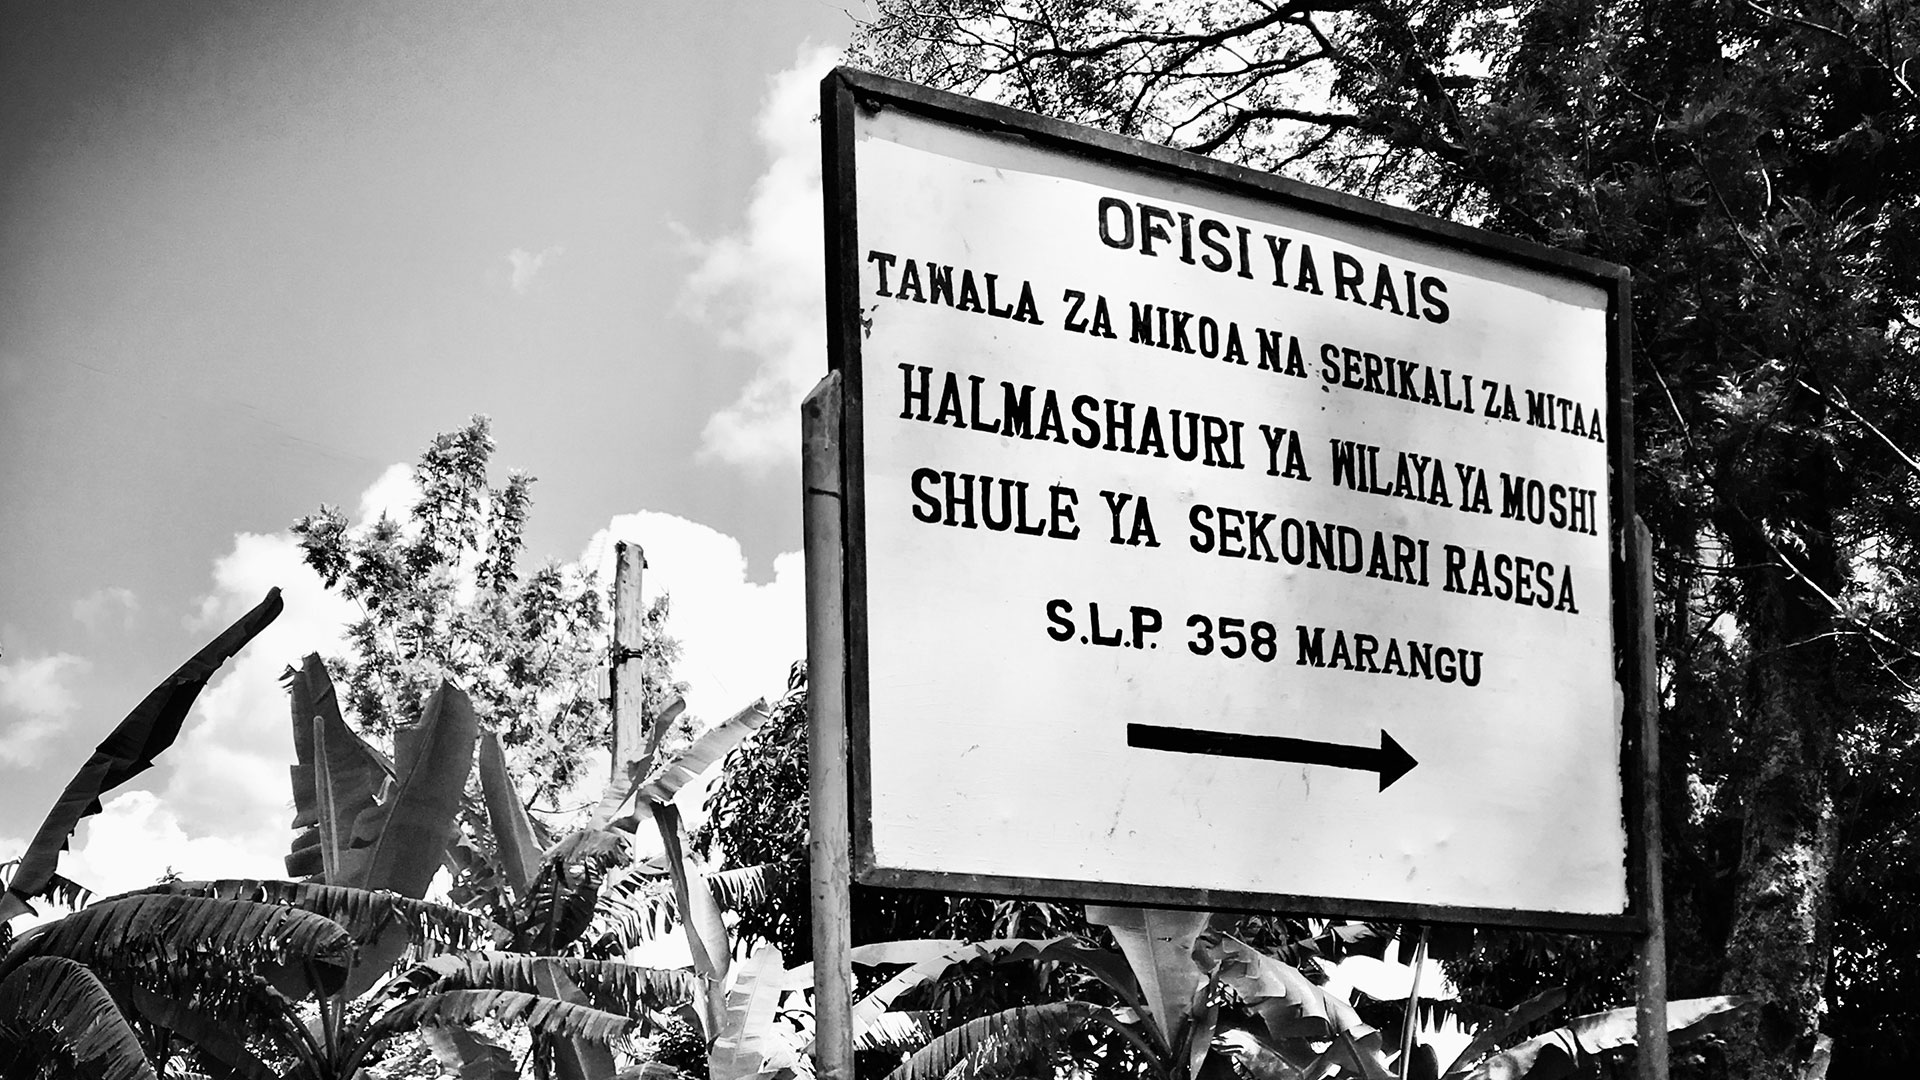 OFISI YA RAIS
TAWALA ZA MIKOA NA SERIKALI ZA MITAA
HALMASHAURI YA WILAYA YA MOSHI
SHULE YA SEKONDARI RASESA
S.L.P. 358 MARANGU